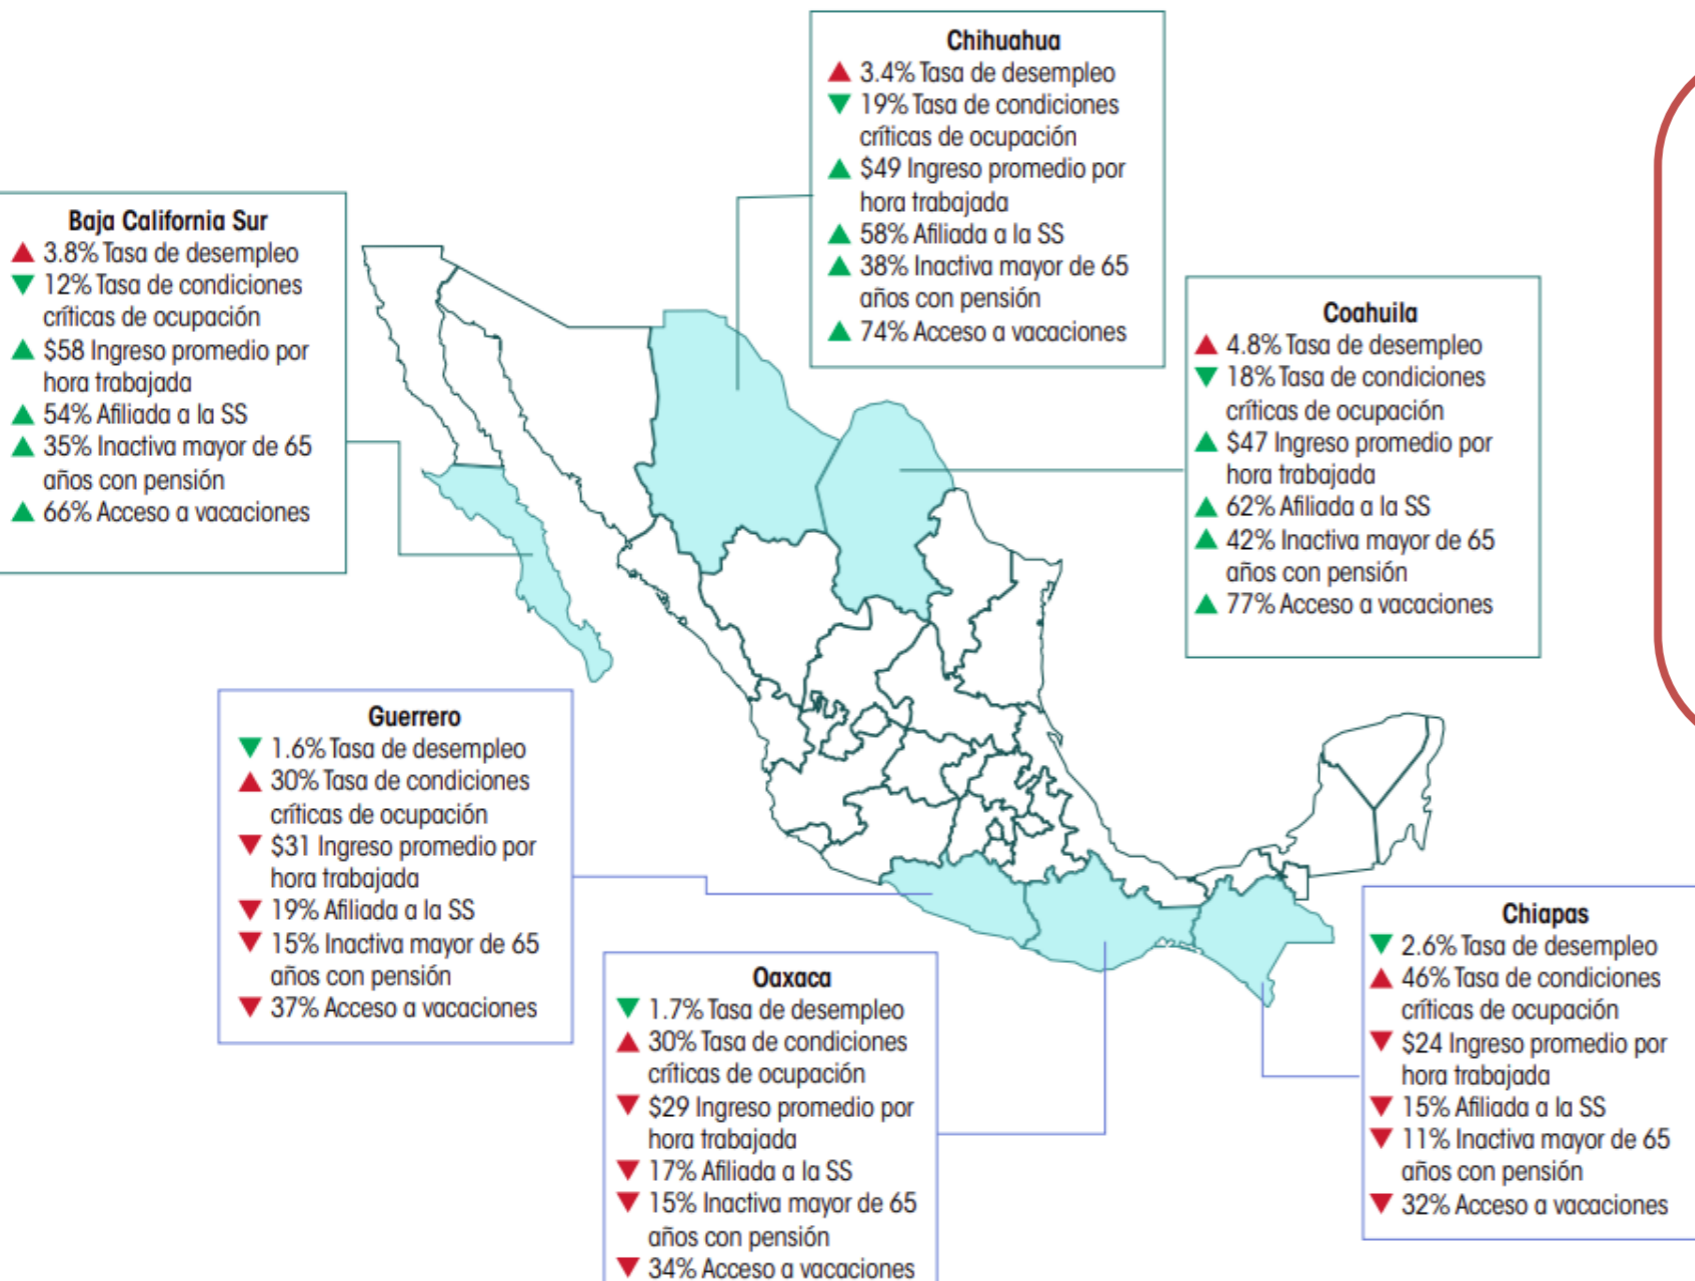 Chihuahua
3.4% Tasa de desempleo
19% Tasa de condiciones
críticas de ocupación
$49 Ingreso promedio por
hora trabajada
58% Afiliada a la SS
38% Inactiva mayor de 65
años con pensión
74% Acceso a vacaciones
Baja California Sur
3.8% Tasa de desempleo
12% Tasa de condiciones
críticas de ocupación
$58 Ingreso promedio por
hora trabajada
54% Afiliada a la SS
35% Inactiva mayor de 65
años con pensión
66% Acceso a vacaciones
Coahuila
4.8% Tasa de desempleo
18% Tasa de condiciones
críticas de ocupación
$47 Ingreso promedio por
hora trabajada
62% Afiliada a la SS
42% Inactiva mayor de 65
años con pensión
77% Acceso a vacaciones
Guerrero
1.6% Tasa de desempleo
30% Tasa de condiciones
críticas de ocupación
$31 Ingreso promedio por
hora trabajada
19% Afiliada a la SS
15% Inactiva mayor de 65
años con pensión
37% Acceso a vacaciones
Oaxaca
1.7% Tasa de desempleo
30% Tasa de condiciones
críticas de ocupación
$29 Ingreso promedio por
hora trabajada
17% Afiliada a la SS
15% Inactiva mayor de 65
años con pensión
34% Acceso a vacaciones
Chiapas
2.6% Tasa de desempleo
46% Tasa de condiciones
críticas de ocupación
$24 Ingreso promedio por
hora trabajada
15% Afiliada a la SS
11% Inactiva mayor de 65
años con pensión
32% Acceso a vacaciones